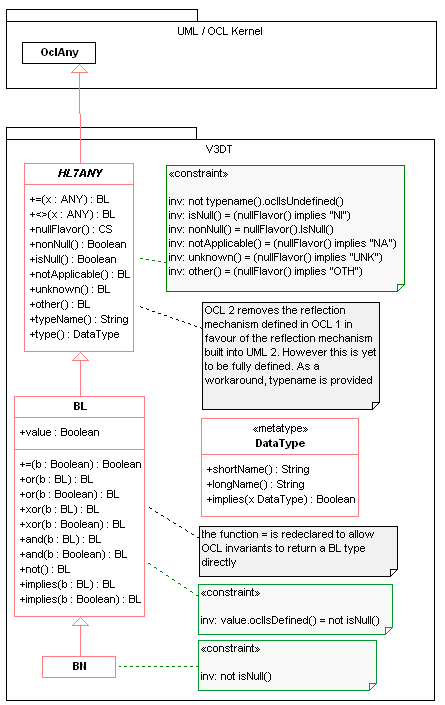 UML / OCL Kernel
OclAny
V3DT
HL7ANY
+=(x : ANY) : BL
+<>(x : ANY) : BL
+nullFlavor() : CS
+nonNull() : Boolean
+isNull() : Boolean
+notApplicable() : BL
+unknown() : BL
+other() : BL
+typeName() : String
+type() : DataType
«constraint»
inv: not typename().oclIsUndefined()
inv: isNull() = (nullFlavor() implies "NI")
inv: nonNull() = nullFlavor().IsNull()
inv: notApplicable() = (nullFlavor() implies "NA")
inv: unknown() = (nullFlavor() implies "UNK")
inv: other() = (nullFlavor() implies "OTH")
OCL 2 removes the reflection
mechanism defined in OCL 1 in
favour of the reflection mechanism
built into UML 2. However this is yet
to be fully defined. As a
workaround, typename is provided
BL
+value : Boolean
+=(b : Boolean) : BL
+or(b : BL) : BL
+or(b : Boolean) : BL
+xor(b : BL) : BL
+xor(b : Boolean) : BL
+and(b : BL) : BL
+and(b : Boolean) : BL
+not() : BL
+implies(b : BL) : BL
+implies(b : Boolean) : BL
«metatype»
DataType
+shortName() : String
+longName() : String
+implies(x DataType) : Boolean
the function = is redeclared to allow
OCL invariants to return a BL type
directly
«constraint»
inv: value.oclIsDefined() = not isNull()
BN
«constraint»
inv: not isNull()